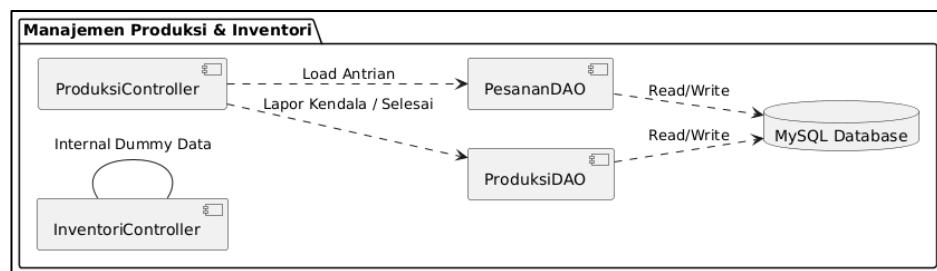 Manajemen Produksi & Inventori
ProduksiController
Load Antrian
Lapor Kendala / Selesai
PesananDAO
Read/Write
MySQL Database
Read/Write
ProduksiDAO
Internal Dummy Data
InventoriController